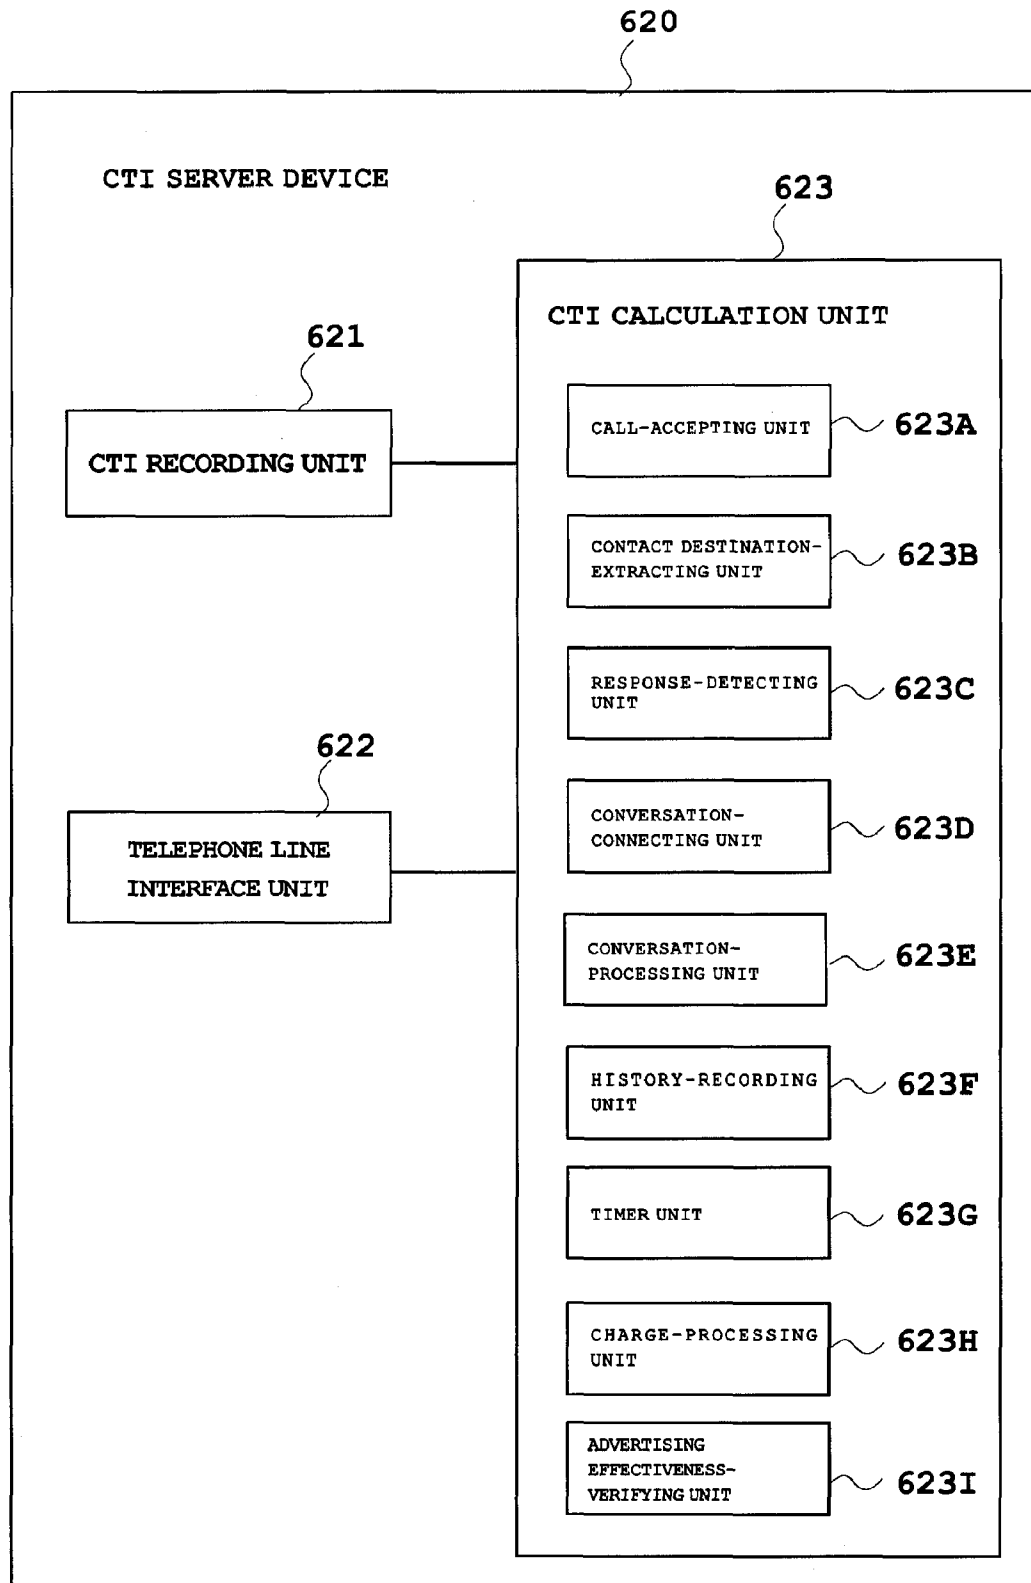 620
CTI SERVER DEVICE
623
CTI CALCULATION UNIT
621
CTI RECORDING UNIT
622
TELEPHONE LINE
INTERFACE UNIT
CALL-ACCEPTING UNIT
623A
CONTACT DESTINATION-
EXTRACTING UNIT
623B
RESPONSE-DETECTING
UNIT
623C
CONVERSATION-
CONNECTING UNIT
623D
CONVERSATION-
PROCESSING UNIT
623E
HISTORY-RECORDING
UNIT
623F
TIMER UNIT
623G
CHARGE-PROCESSING
UNIT
623H
ADVERTISING
EFFECTIVENESS-
VERIFYING UNIT
623I